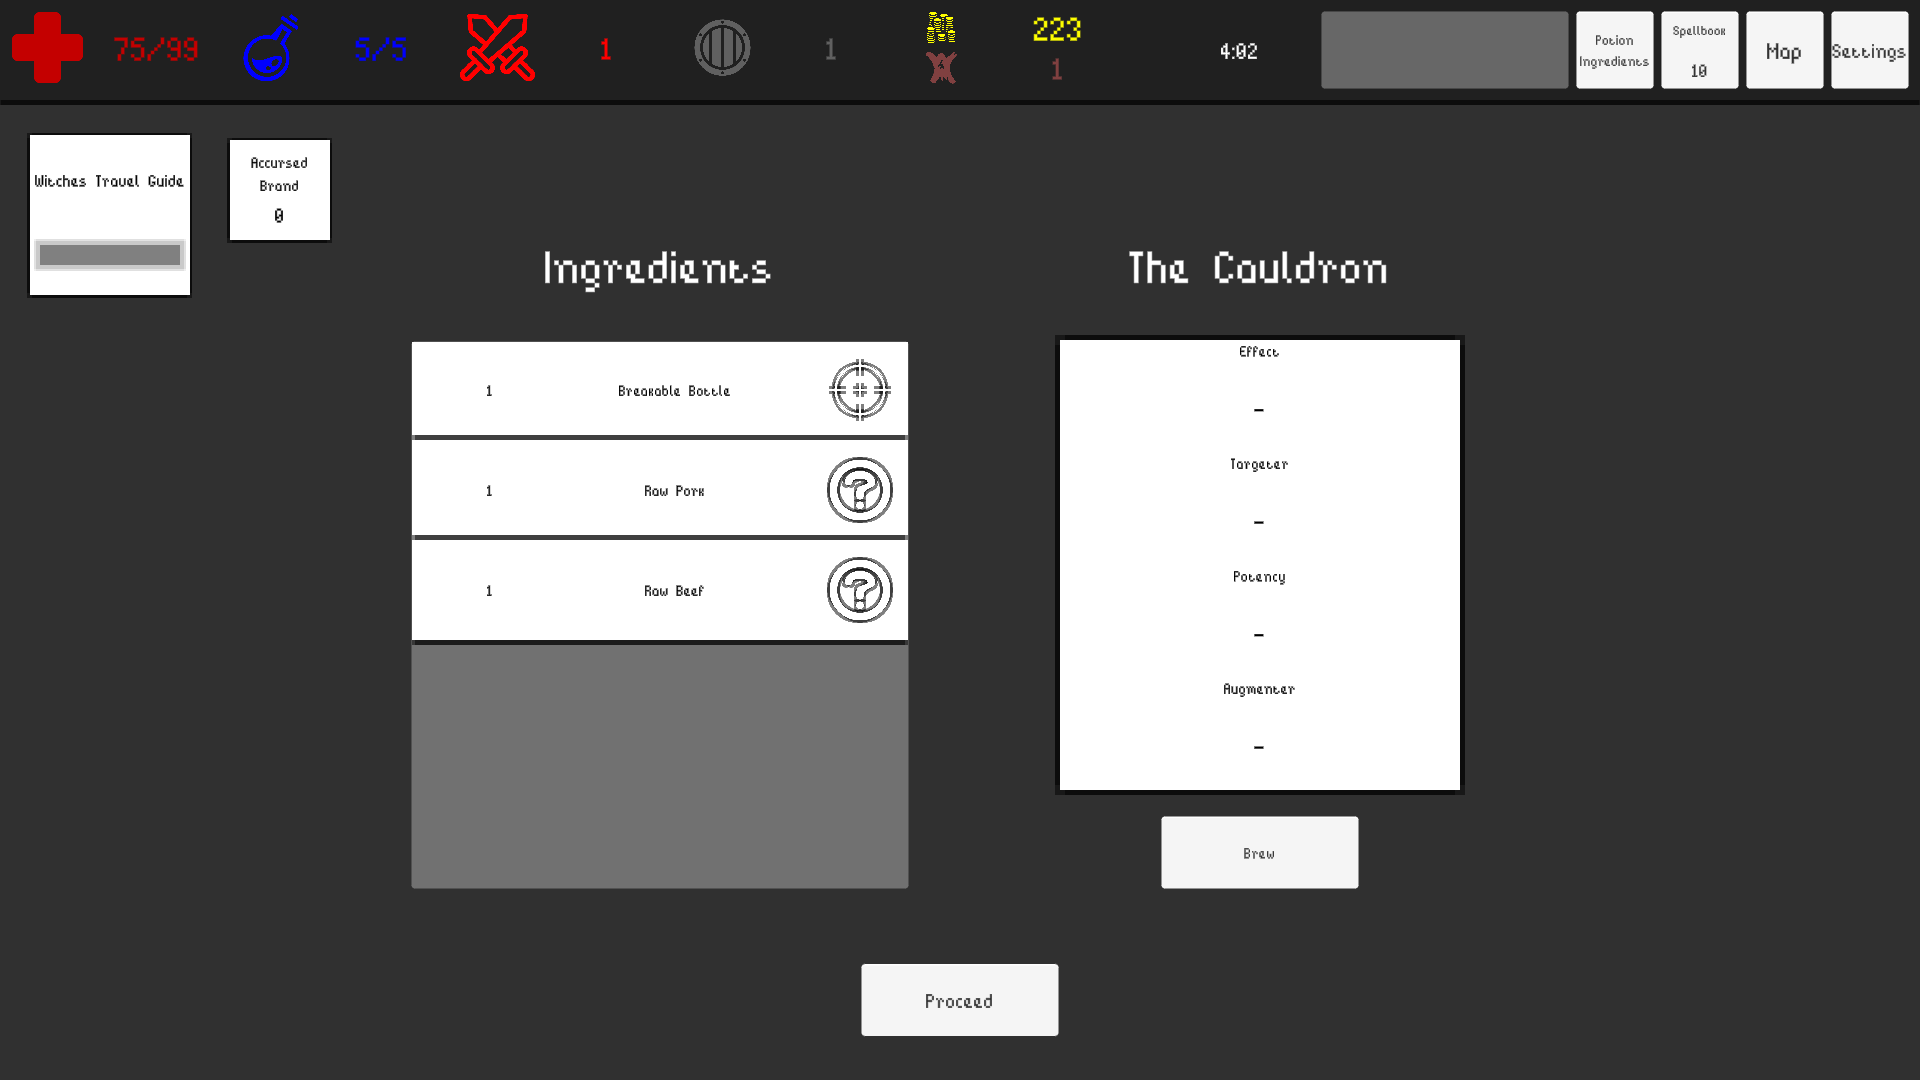 75/99
5/5
1
1
223
1
4:02
Potion
Ingredients
Spellbook
10
Map
Settings
Witches Travel Guide
Accursed
Brand
0
Ingredients
The Cauldron
1 Breakable Bottle
1 Raw Pork
1 Raw Beef
Effect
-
Targeter
-
Potency
-
Augmenter
-
Brew
Proceed